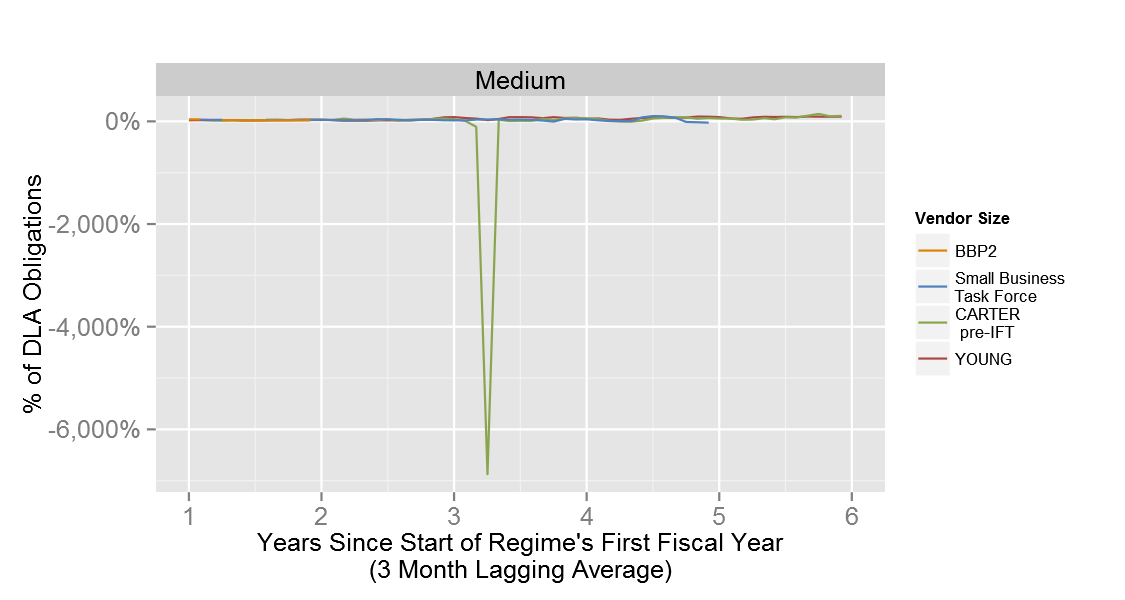 Medium
0%
-2,000%
-4,000%
-6,000%
% of DLA Obligations
1 2 3 4 5 6
Years Since Start of Regime's First Fiscal Year
(3 Month Lagging Average)
Vendor Size
BBP2
Small Business
Task Force
CARTER
pre-IFT
YOUNG